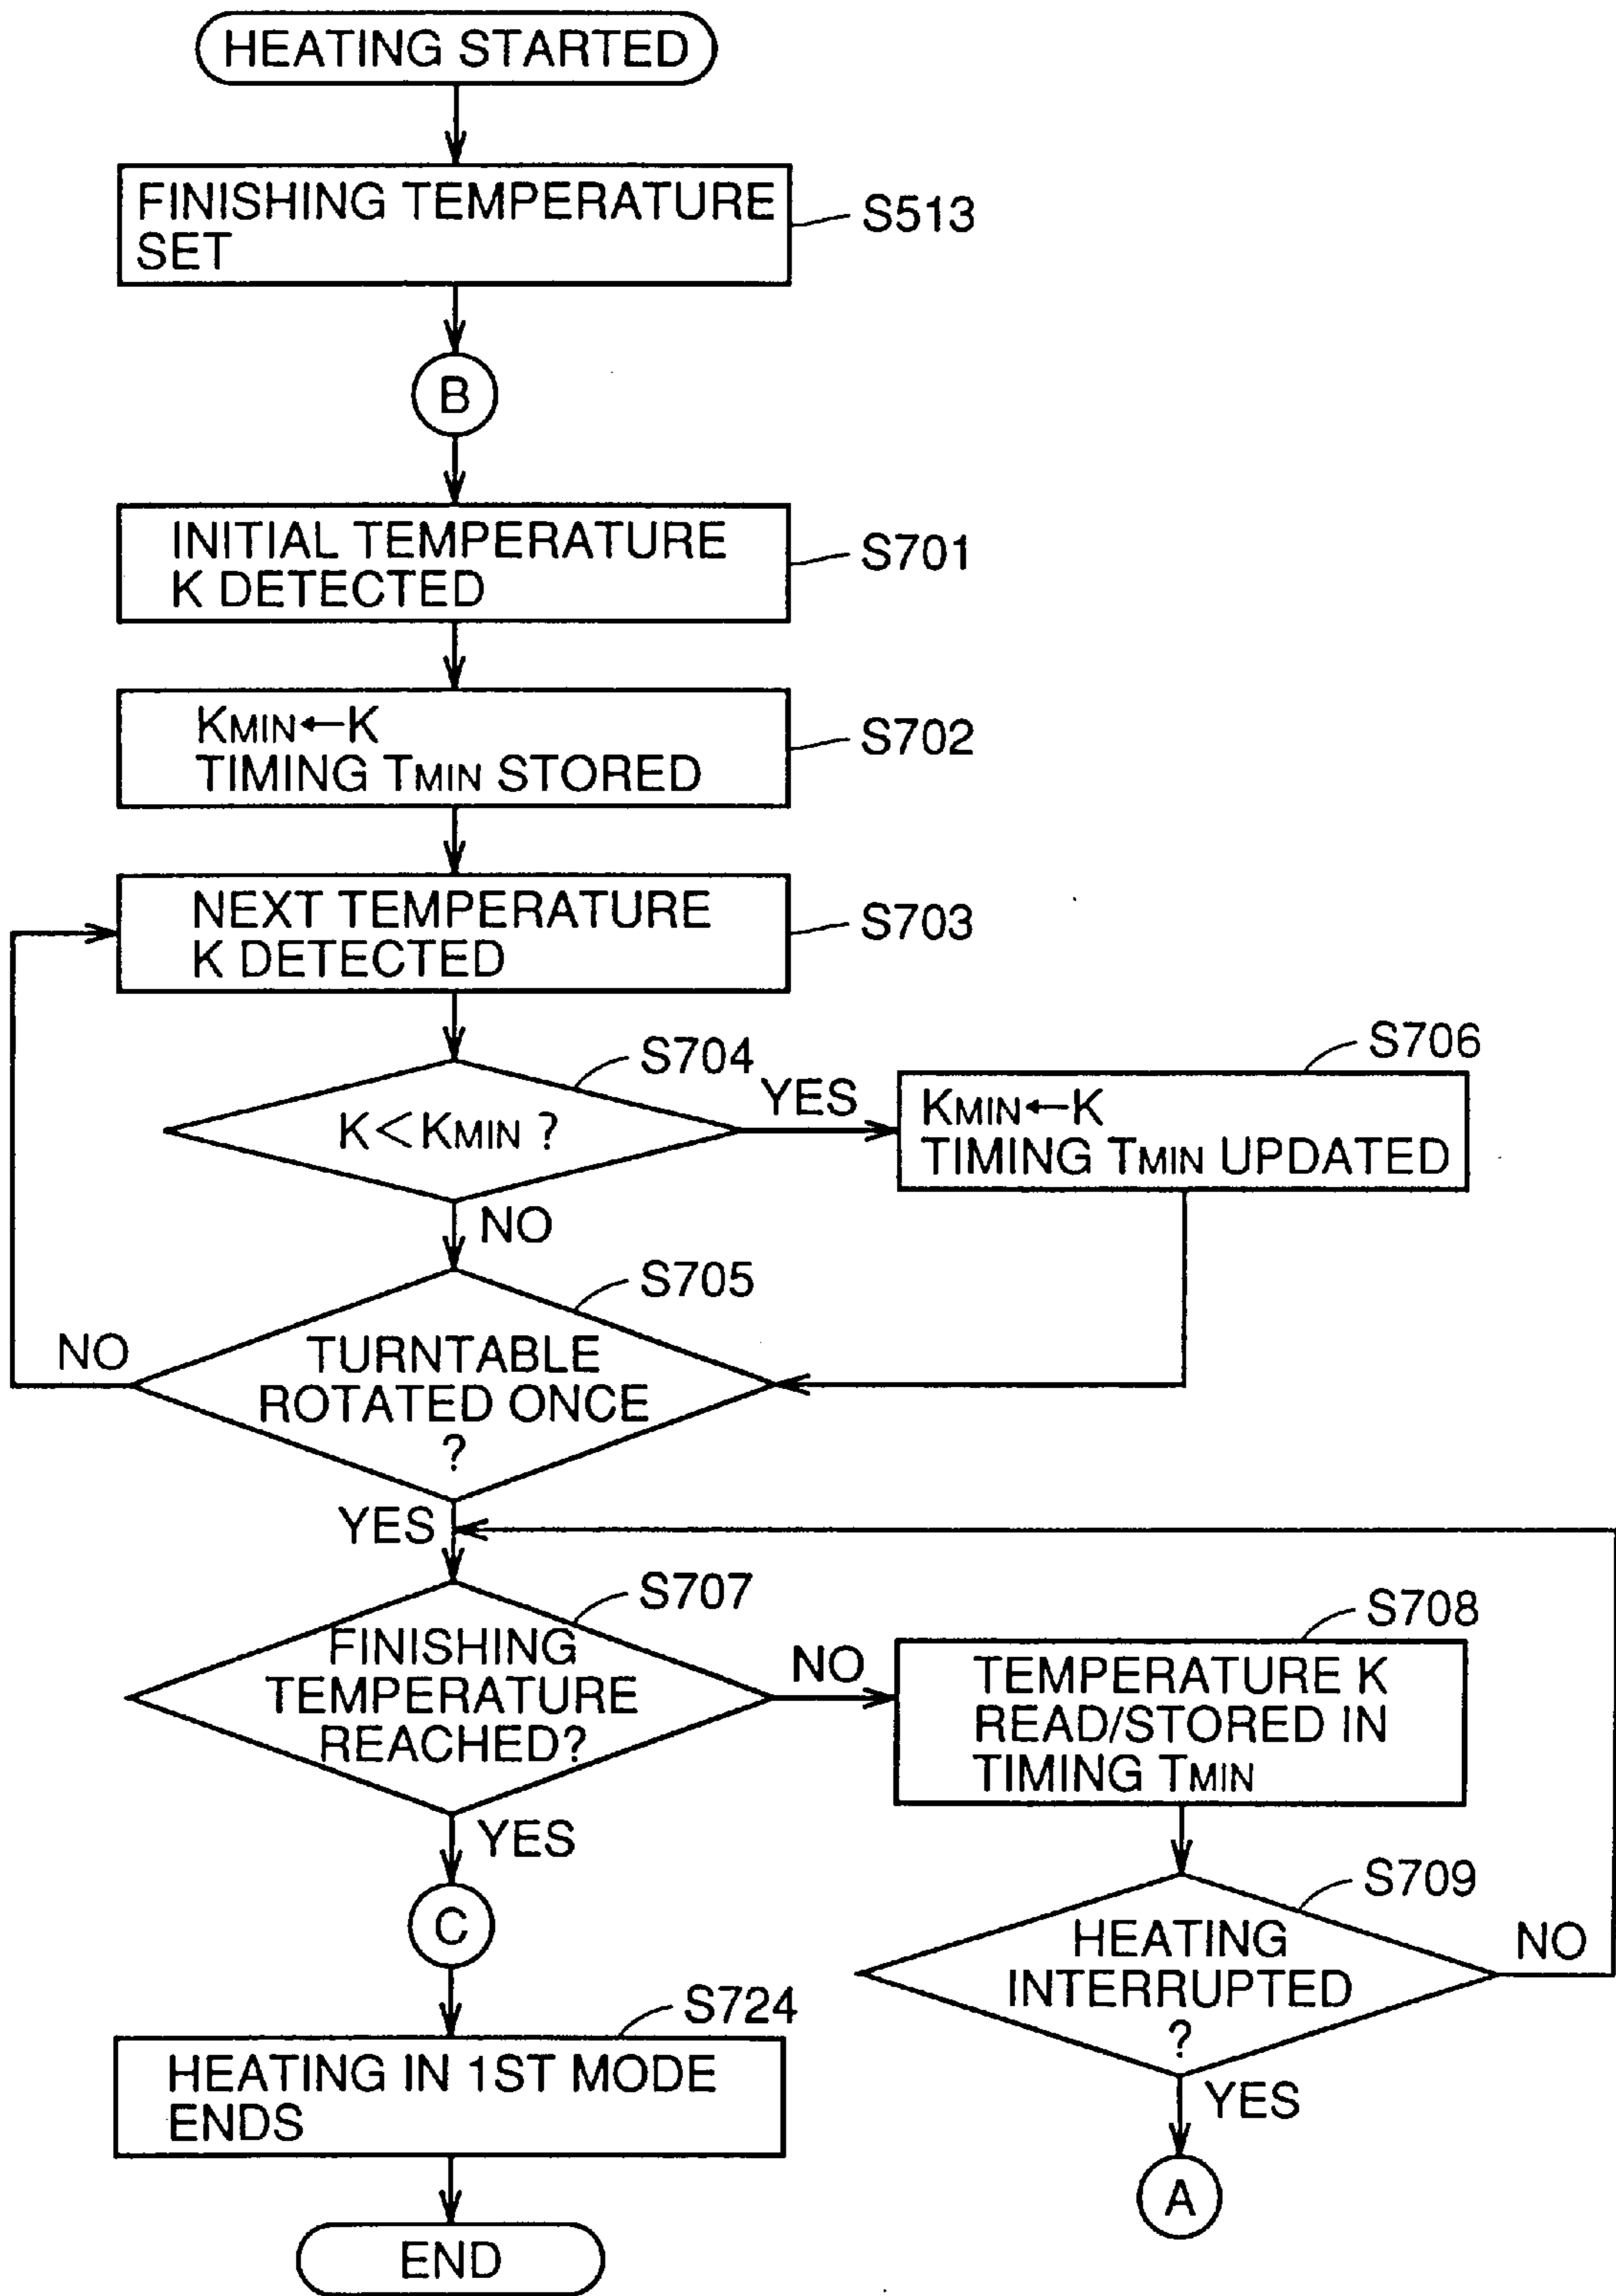 HEATING STARTED
FINISHING TEMPERATURE
SET
S513
B
INITIAL TEMPERATURE
K DETECTED
S701
KMIN←K
TIMING TMIN STORED
S702
NEXT TEMPERATURE
K DETECTED
S703
S704
K<KMIN ?
YES
S706
KMIN←K
TIMING TMIN UPDATED
NO
S705
TURNTABLE
ROTATED ONCE
?
NO
YES
S707
FINISHING
TEMPERATURE
REACHED?
NO
S708
TEMPERATURE K
READ/STORED IN
TIMING TMIN
YES
C
S709
HEATING
INTERRUPTED
?
NO
YES
A
S724
HEATING IN 1ST MODE
ENDS
END